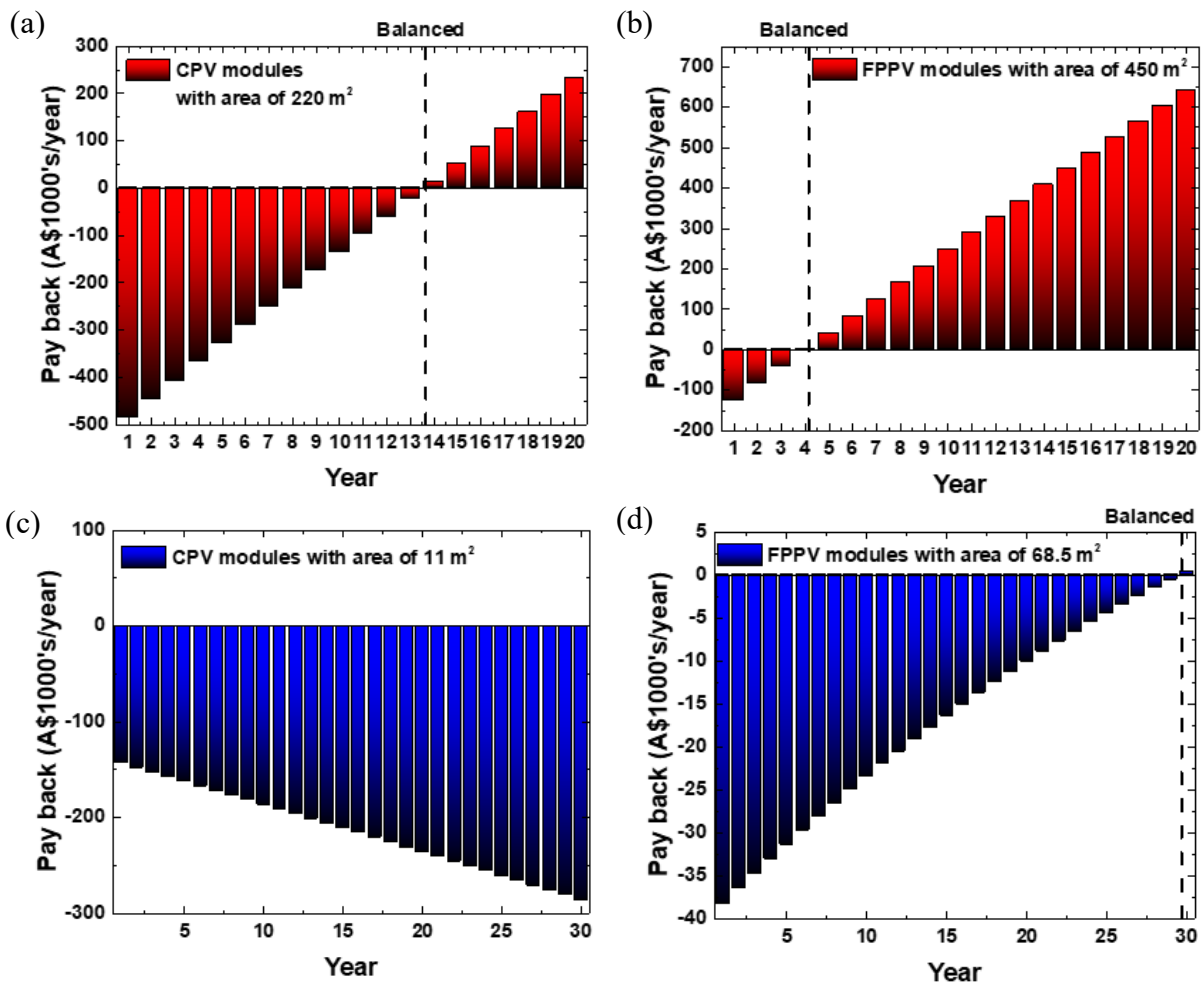 (a)
Balanced
CPV modules
with area of 220 m²
Pay back (A$1000's/year)
300
200
100
0
-100
-200
-300
-400
-500
1 2 3 4 5 6 7 8 9 10 11 12 13 14 15 16 17 18 19 20
Year
(b)
Balanced
FPPV modules with area of 450 m²
Pay back (A$1000's/year)
700
600
500
400
300
200
100
0
-100
-200
1 2 3 4 5 6 7 8 9 10 11 12 13 14 15 16 17 18 19 20
Year
(c)
CPV modules with area of 11 m²
Pay back (A$1000's/year)
100
0
-100
-200
-300
5 10 15 20 25 30
Year
(d)
Balanced
FPPV modules with area of 68.5 m²
Pay back (A$1000's/year)
5
0
-5
-10
-15
-20
-25
-30
-35
-40
5 10 15 20 25 30
Year